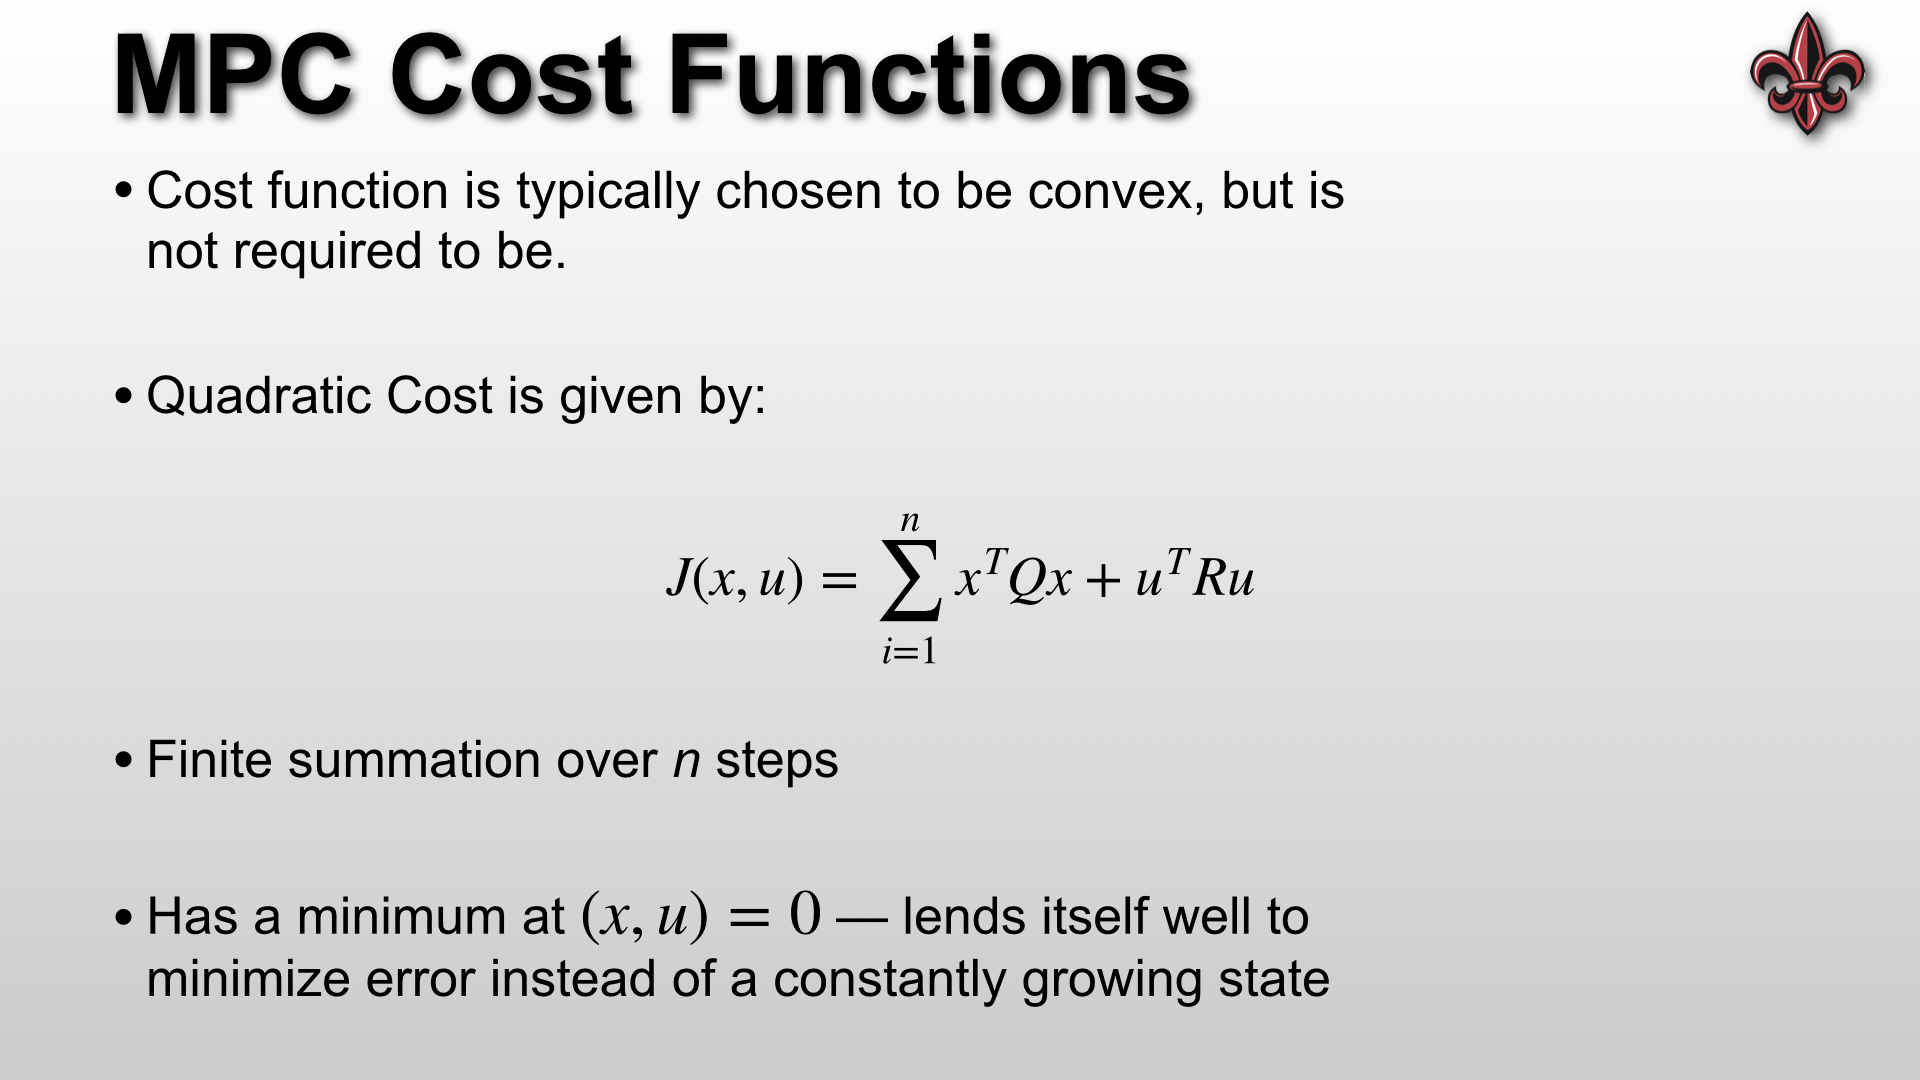 MPC Cost Functions
• Cost function is typically chosen to be convex, but is
not required to be.
• Quadratic Cost is given by:
$J(x, u) = \sum_{i=1}^{n} x^T Q x + u^T R u$
• Finite summation over n steps
• Has a minimum at $(x, u) = 0$ — lends itself well to
minimize error instead of a constantly growing state